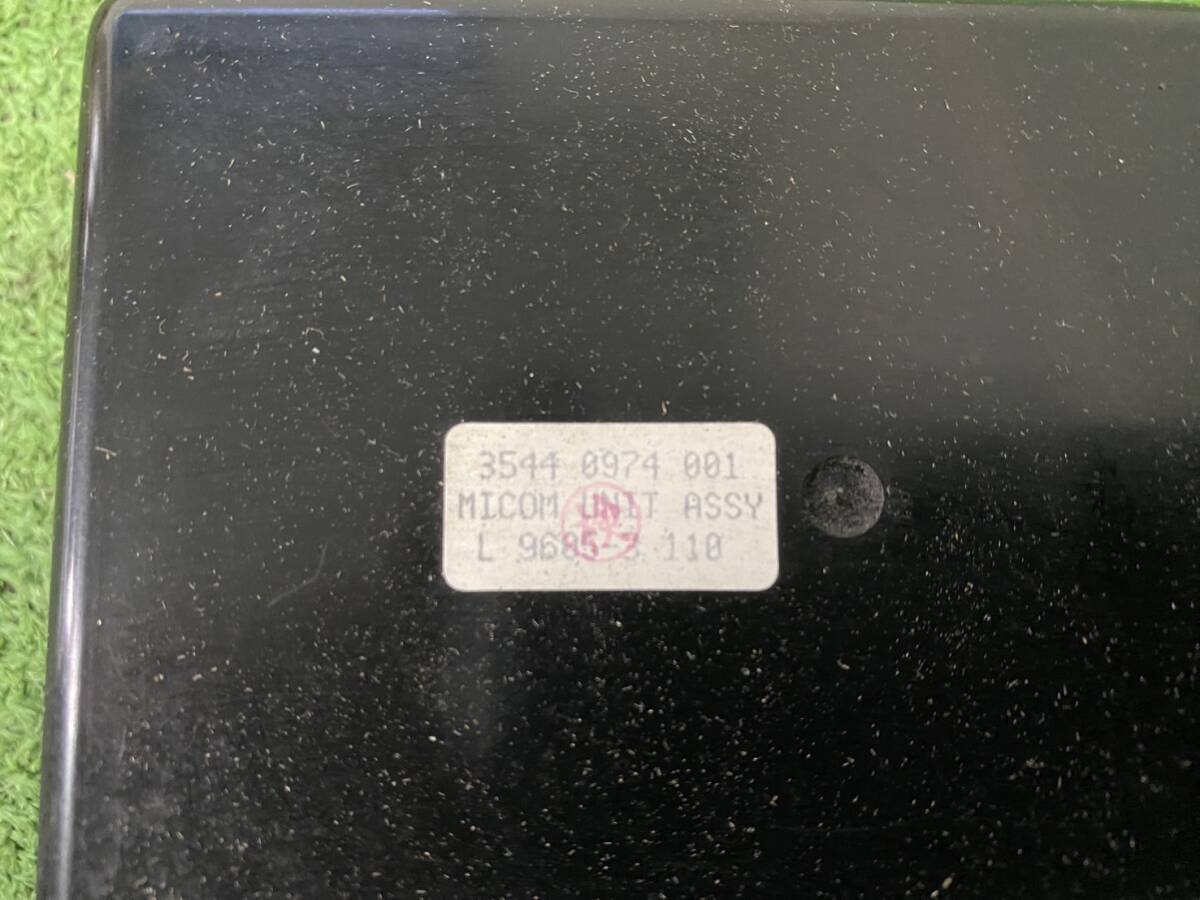 3544 0974 001
MICOM UNIT ASSY
L 9685-3 110